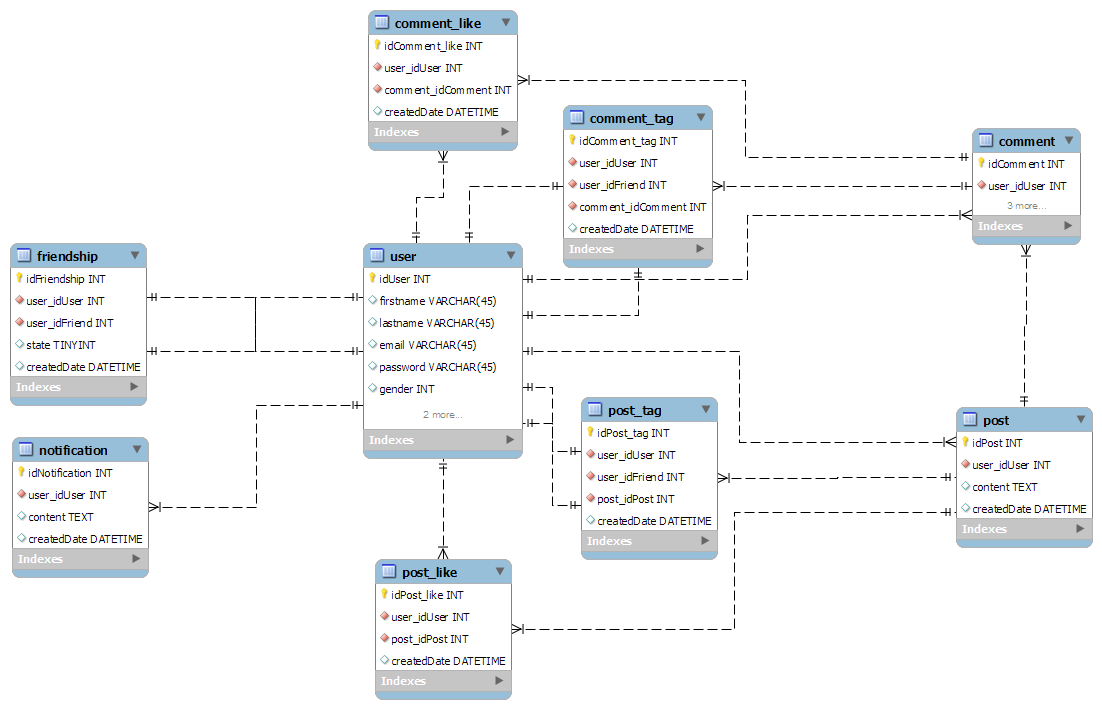 comment_like
idComment_like INT
user_idUser INT
comment_idComment INT
createdDate DATETIME
Indexes
comment_tag
idComment_tag INT
user_idUser INT
user_idFriend INT
comment_idComment INT
createdDate DATETIME
Indexes
comment
idComment INT
user_idUser INT
3 more...
Indexes
friendship
idFriendship INT
user_idUser INT
user_idFriend INT
state TINYINT
createdDate DATETIME
Indexes
user
idUser INT
firstname VARCHAR(45)
lastname VARCHAR(45)
email VARCHAR(45)
password VARCHAR(45)
gender INT
2 more...
Indexes
notification
idNotification INT
user_idUser INT
content TEXT
createdDate DATETIME
Indexes
post_tag
idPost_tag INT
user_idUser INT
user_idFriend INT
post_idPost INT
createdDate DATETIME
Indexes
post
idPost INT
user_idUser INT
content TEXT
createdDate DATETIME
Indexes
post_like
idPost_like INT
user_idUser INT
post_idPost INT
createdDate DATETIME
Indexes